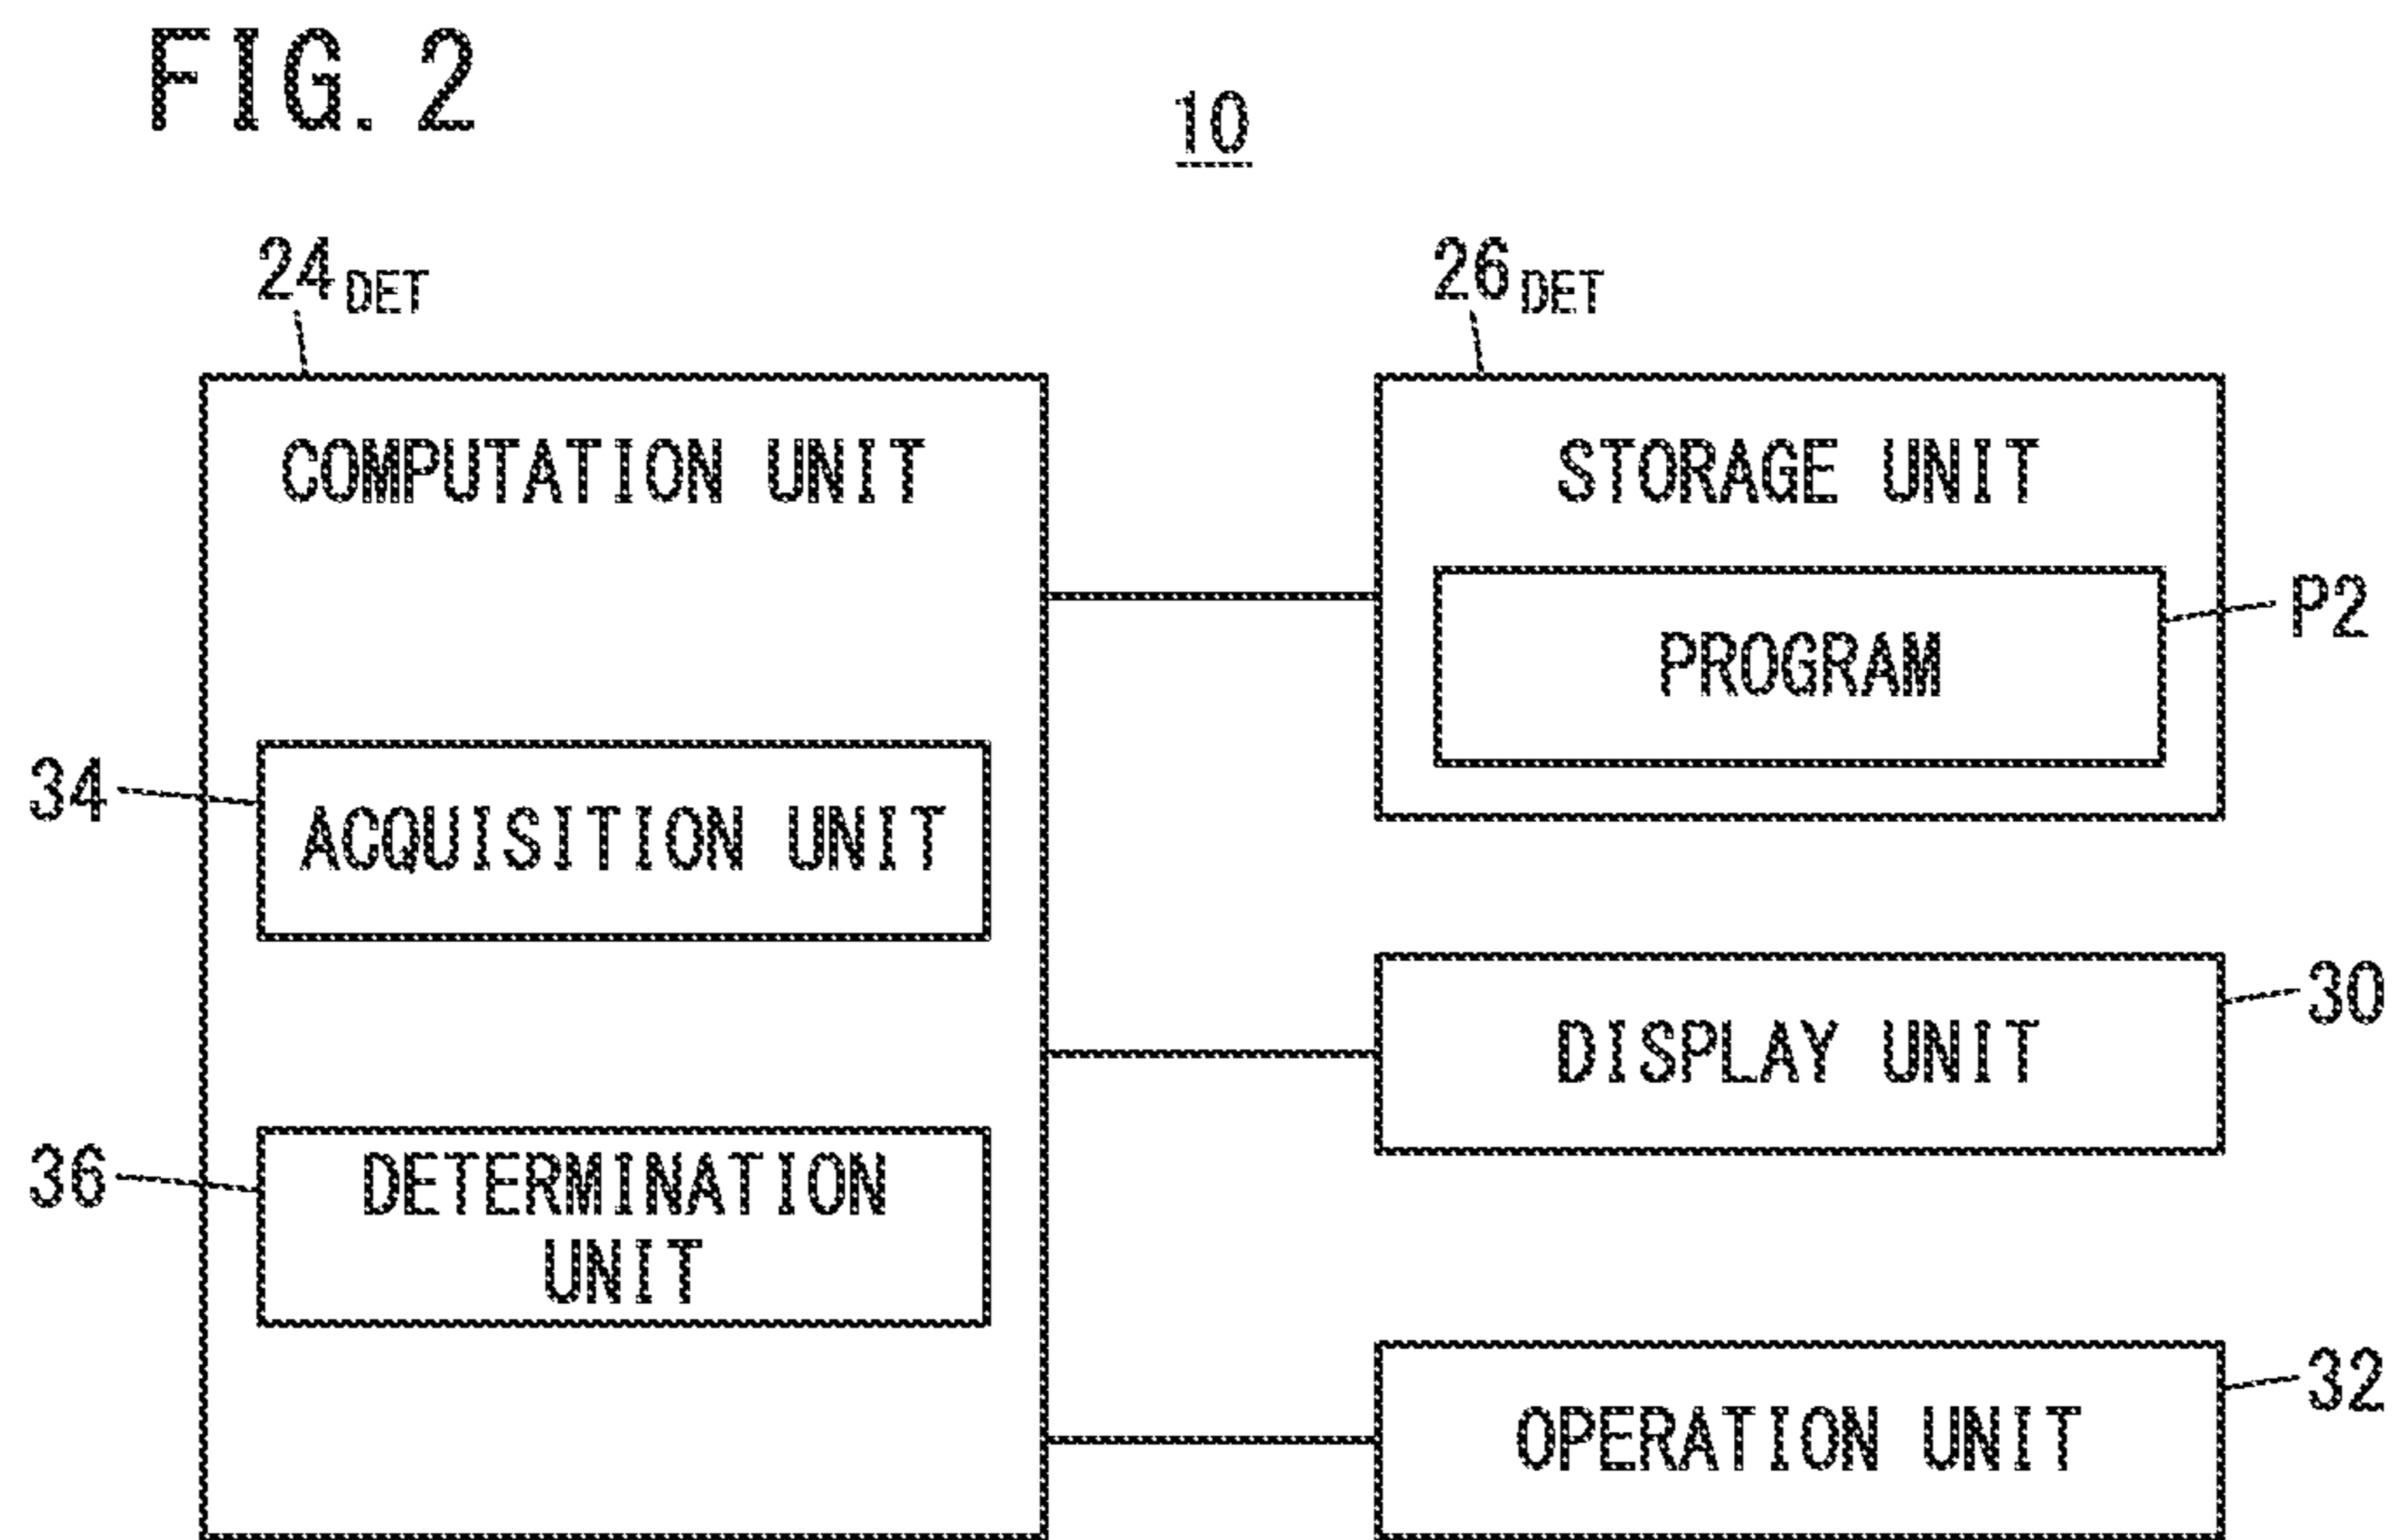 FIG. 2
10
24DET
26DET
COMPUTATION UNIT
STORAGE UNIT
PROGRAM
P2
34
ACQUISITION UNIT
30
DISPLAY UNIT
36
DETERMINATION
UNIT
32
OPERATION UNIT